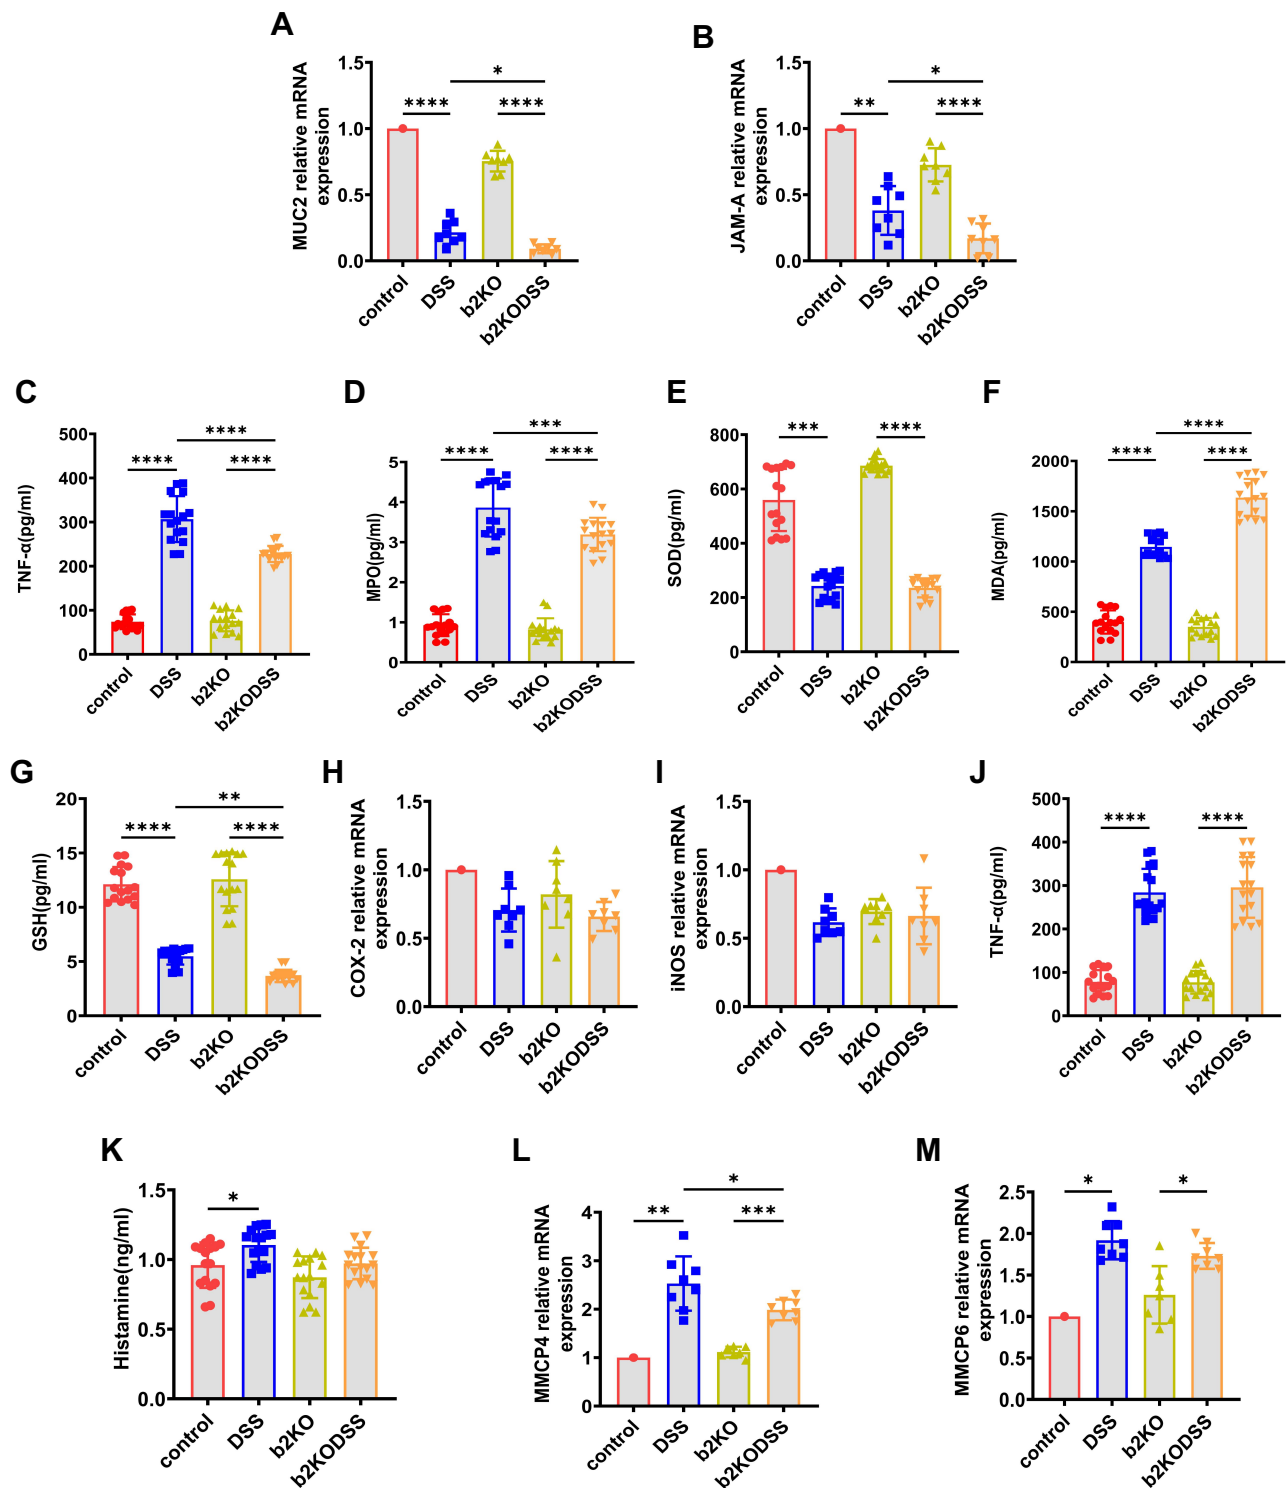 A
MUC2 relative mRNA
expression
1.5
1.0
0.5
0.0
*
****
****
control
DSS
b2KO
b2KODSS
B
JAM-A relative mRNA
expression
1.5
1.0
0.5
0.0
*
**
****
control
DSS
b2KO
b2KODSS
C
TNF-α(pg/ml)
500
400
300
200
100
0
****
****
****
control
DSS
b2KO
b2KODSS
D
MPO(pg/ml)
5
4
3
2
1
0
***
****
****
control
DSS
b2KO
b2KODSS
E
SOD(pg/ml)
800
600
400
200
0
***
****
control
DSS
b2KO
b2KODSS
F
MDA(pg/ml)
2000
1500
1000
500
0
****
****
****
control
DSS
b2KO
b2KODSS
G
GSH(pg/ml)
20
15
10
5
0
**
****
****
control
DSS
b2KO
b2KODSS
H
COX-2 relative mRNA
expression
1.5
1.0
0.5
0.0
control
DSS
b2KO
b2KODSS
I
iNOS relative mRNA
expression
1.5
1.0
0.5
0.0
control
DSS
b2KO
b2KODSS
J
TNF-α(pg/ml)
500
400
300
200
100
0
****
****
control
DSS
b2KO
b2KODSS
K
Histamine(ng/ml)
1.5
1.0
0.5
0.0
*
control
DSS
b2KO
b2KODSS
L
MMCP4 relative mRNA
expression
4
3
2
1
0
*
**
***
control
DSS
b2KO
b2KODSS
M
MMCP6 relative mRNA
expression
2.5
2.0
1.5
1.0
0.5
0.0
*
*
control
DSS
b2KO
b2KODSS